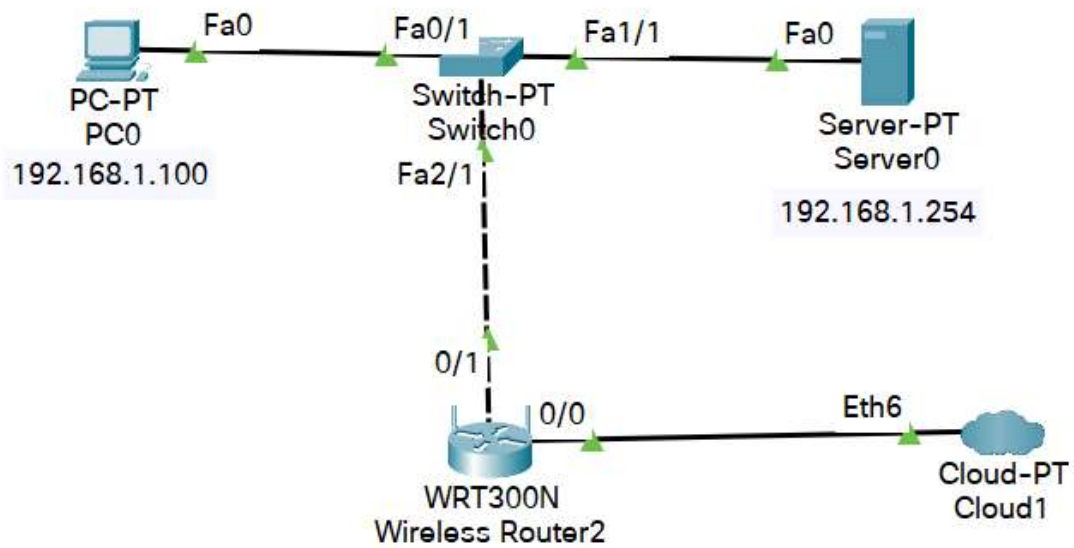 Fa0
Fa0/1
Fa1/1
Fa0
PC-PT
PC0
192.168.1.100
Switch-PT
Switch0
Fa2/1
Server-PT
Server0
192.168.1.254
0/1
0/0
Eth6
WRT300N
Wireless Router2
Cloud-PT
Cloud1